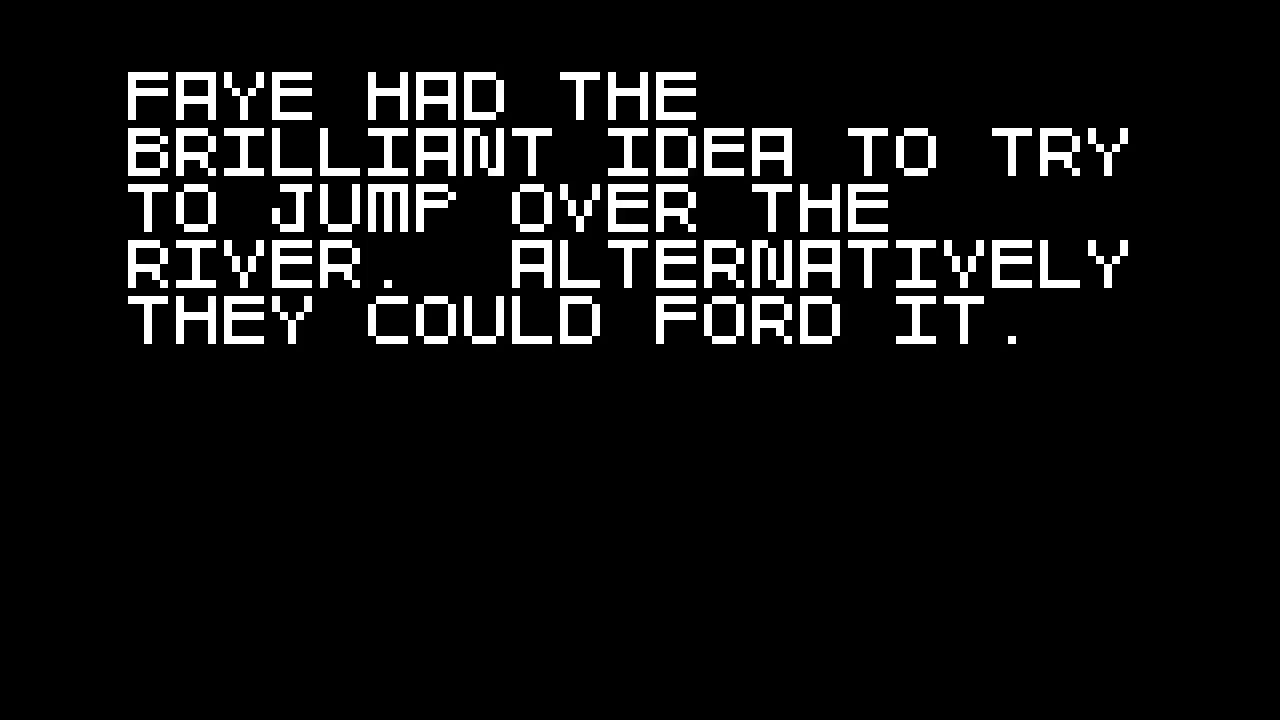 FAYE HAD THE
BRILLIANT IDEA TO TRY
TO JUMP OVER THE
RIVER.  ALTERNATIVELY
THEY COULD FORD IT.